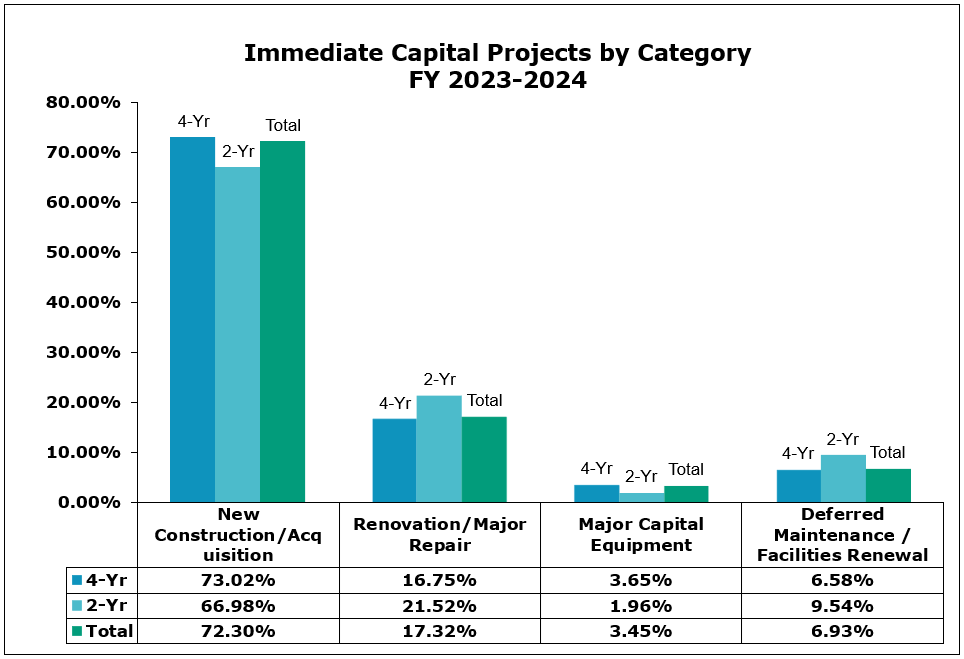 Immediate Capital Projects by Category
FY 2023-2024
80.00%
70.00%
60.00%
50.00%
40.00%
30.00%
20.00%
10.00%
0.00%
4-Yr
2-Yr
Total
4-Yr
2-Yr
Total
4-Yr
2-Yr
Total
4-Yr
2-Yr
Total
New
Construction/Acq
uisition
Renovation/Major
Repair
Major Capital
Equipment
Deferred
Maintenance /
Facilities Renewal
4-Yr 73.02% 16.75% 3.65% 6.58%
2-Yr 66.98% 21.52% 1.96% 9.54%
Total 72.30% 17.32% 3.45% 6.93%